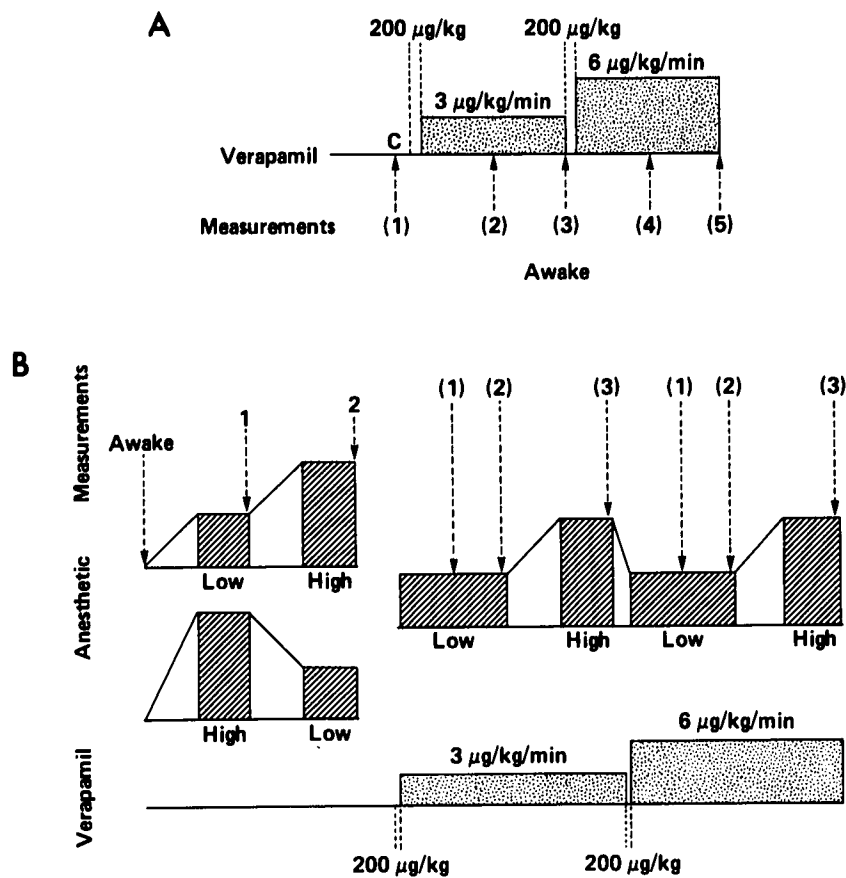 A
200 µg/kg 200 µg/kg
6 µg/kg/min
3 µg/kg/min
C
Verapamil
Measurements (1) (2) (3) (4) (5)
Awake
B
Measurements
Awake
1
2
(1) (2) (3) (1) (2) (3)
Anesthetic
Low High
Low High Low High
High Low
Verapamil
3 µg/kg/min
6 µg/kg/min
200 µg/kg 200 µg/kg